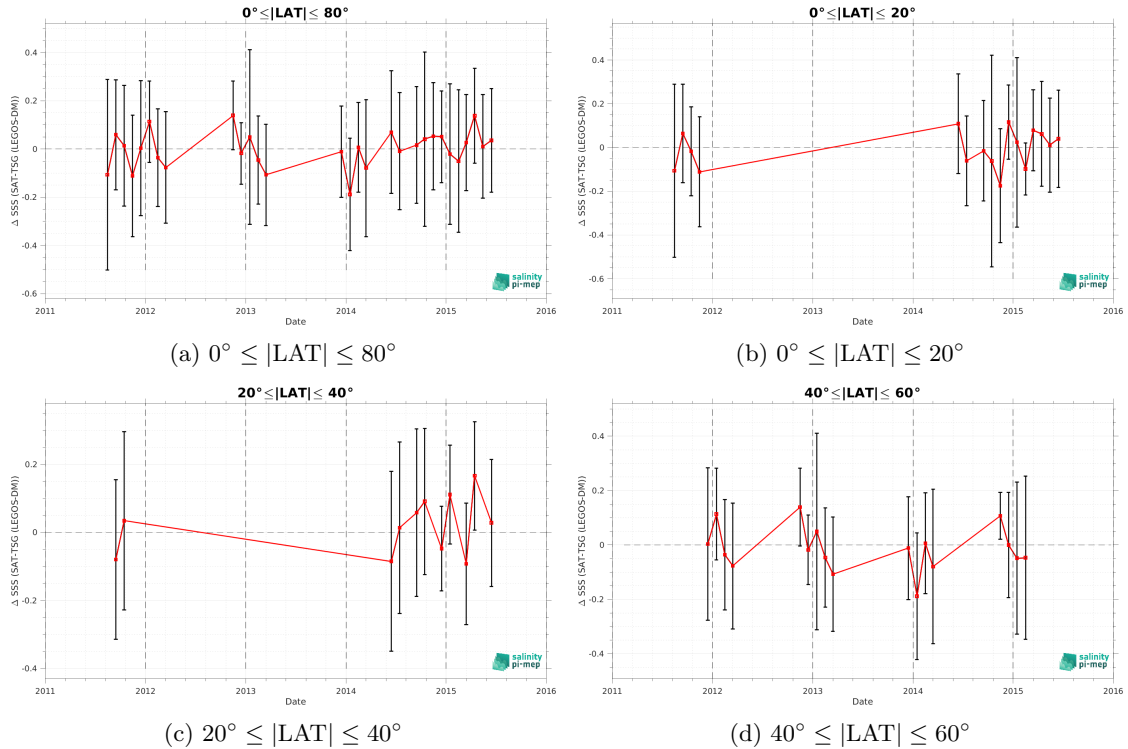 0°≤|LAT|≤ 80°
Δ SSS (SAT-TSG (LEGOS-DM))
0.4
0.2
0
-0.2
-0.4
-0.6
2011 2012 2013 2014 2015 2016
Date
salinity
pi-mep
(a) 0° ≤ |LAT| ≤ 80°
0°≤|LAT|≤ 20°
Δ SSS (SAT-TSG (LEGOS-DM))
0.4
0.2
0
-0.2
-0.4
-0.6
2011 2012 2013 2014 2015 2016
Date
salinity
pi-mep
(b) 0° ≤ |LAT| ≤ 20°
20°≤|LAT|≤ 40°
Δ SSS (SAT-TSG (LEGOS-DM))
0.2
0
-0.2
-0.4
2011 2012 2013 2014 2015 2016
Date
salinity
pi-mep
(c) 20° ≤ |LAT| ≤ 40°
40°≤|LAT|≤ 60°
Δ SSS (SAT-TSG (LEGOS-DM))
0.4
0.2
0
-0.2
-0.4
2011 2012 2013 2014 2015 2016
Date
salinity
pi-mep
(d) 40° ≤ |LAT| ≤ 60°